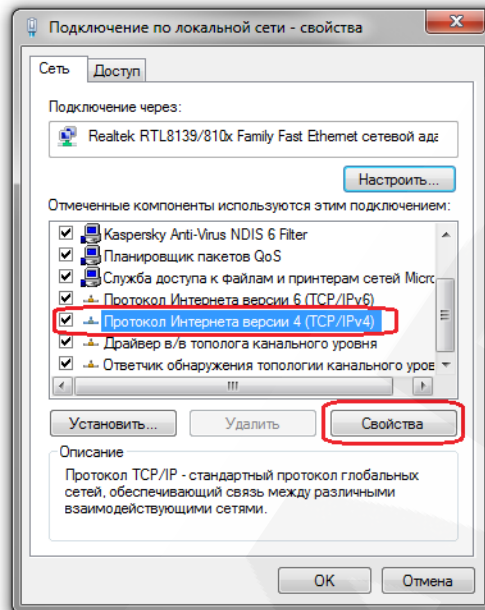 Подключение по локальной сети - свойства
Сеть
Доступ
Подключение через:
Realtek RTL8139/810x Family Fast Ethernet сетевой ада
Настроить...
Отмеченные компоненты используются этим подключением:
Kaspersky Anti-Virus NDIS 6 Filter
Планировщик пакетов QoS
Служба доступа к файлам и принтерам сетей Micro
Протокол Интернета версии 6 (TCP/IPv6)
Протокол Интернета версии 4 (TCP/IPv4)
Драйвер в/в тополога канального уровня
Ответчик обнаружения топологии канального уров
Установить...
Удалить
Свойства
Описание
Протокол TCP/IP - стандартный протокол глобальных
сетей, обеспечивающий связь между различными
взаимодействующими сетями.
OK
Отмена